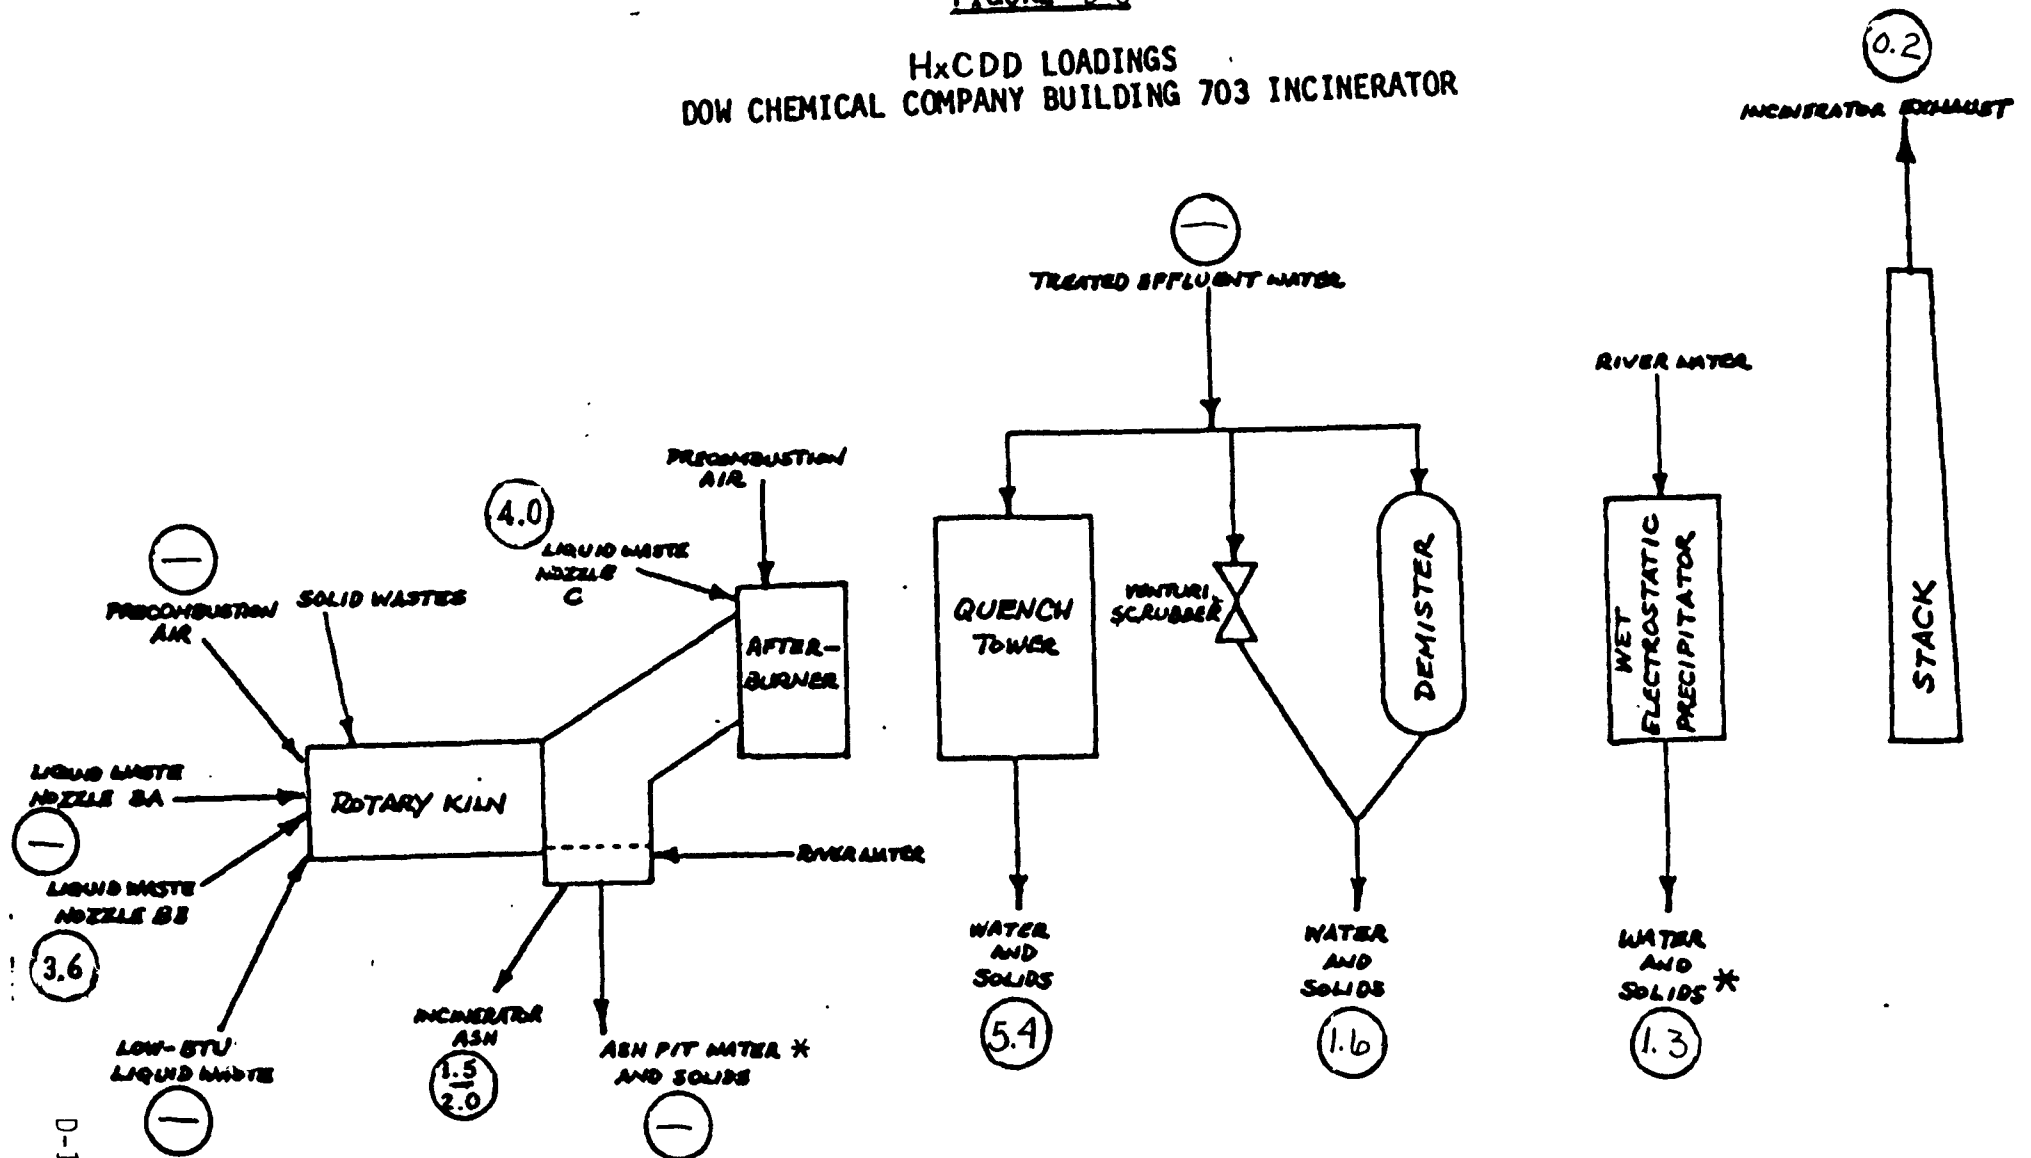 HxCDD LOADINGS
DOW CHEMICAL COMPANY BUILDING 703 INCINERATOR
0.2
INCINERATOR EXHAUST
—
TREATED EFFLUENT WATER
RIVER WATER
PRECOMBUSTION
AIR
4.0
LIQUID WASTE
NOZZLE
C
—
PRECOMBUSTION
AIR
SOLID WASTES
AFTER-
BURNER
QUENCH
TOWER
VENTURI
SCRUBBER
DEMISTER
WET
ELECTROSTATIC
PRECIPITATOR
STACK
LIQUID WASTE
NOZZLE BA
—
ROTARY KILN
RIVER WATER
LIQUID WASTE
NOZZLE BB
3.6
LOW-BTU
LIQUID WASTE
—
INCINERATOR
ASH
1.5
—
2.0
ASH PIT WATER *
AND SOLIDS
—
WATER
AND
SOLIDS
5.4
WATER
AND
SOLIDS
1.6
WATER
AND
SOLIDS *
1.3